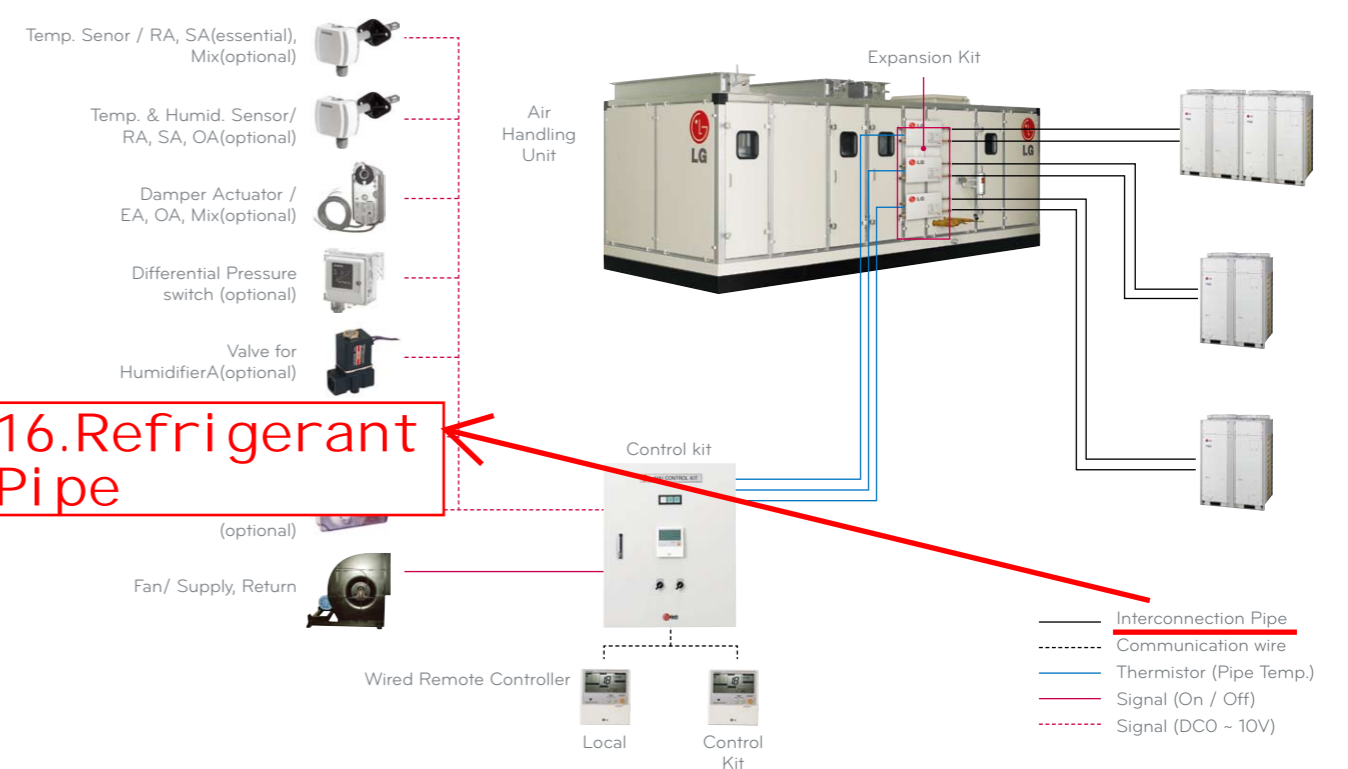 Temp. Senor / RA, SA(essential),
Mix(optional)
Temp. & Humid. Sensor/
RA, SA, OA(optional)
Damper Actuator /
EA, OA, Mix(optional)
Differential Pressure
switch (optional)
Valve for
HumidifierA(optional)
16.Refrigerant
Pipe
(optional)
Fan/ Supply, Return
Air
Handling
Unit
Expansion Kit
LG
LG
LG
LG
LG
Control kit
Wired Remote Controller
Local
Control
Kit
Interconnection Pipe
Communication wire
Thermistor (Pipe Temp.)
Signal (On / Off)
Signal (DC0 ~ 10V)